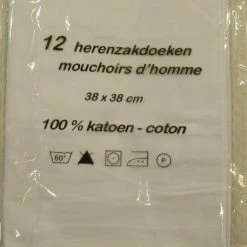 12 herenzakdoeken
mouchoirs d'homme
38 x 38 cm
100 % katoen - coton
60° P